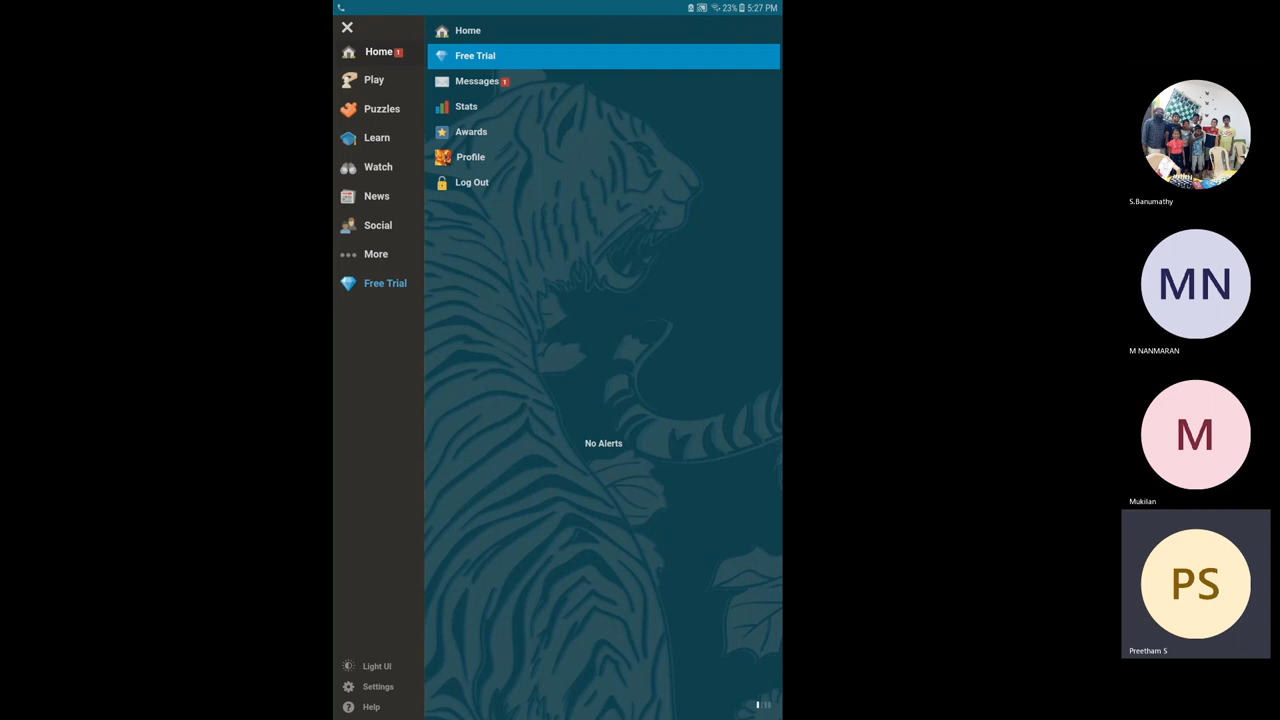 23% 5:27 PM
Home 1
Play
Puzzles
Learn
Watch
News
Social
More
Free Trial
Light UI
Settings
Help
Home
Free Trial
Messages 1
Stats
Awards
Profile
Log Out
No Alerts
S.Banumathy
MN
M NANMARAN
M
Mukilan
PS
Preetham S